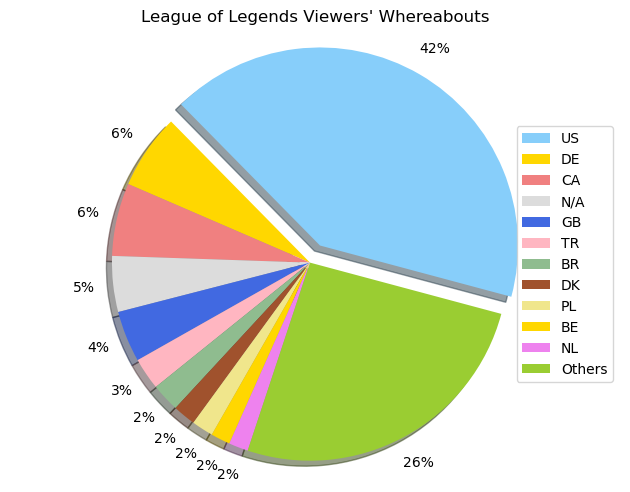 League of Legends Viewers' Whereabouts
42%
6%
6%
5%
4%
3%
2%
2%
2%
2%
2%
26%
US
DE
CA
N/A
GB
TR
BR
DK
PL
BE
NL
Others